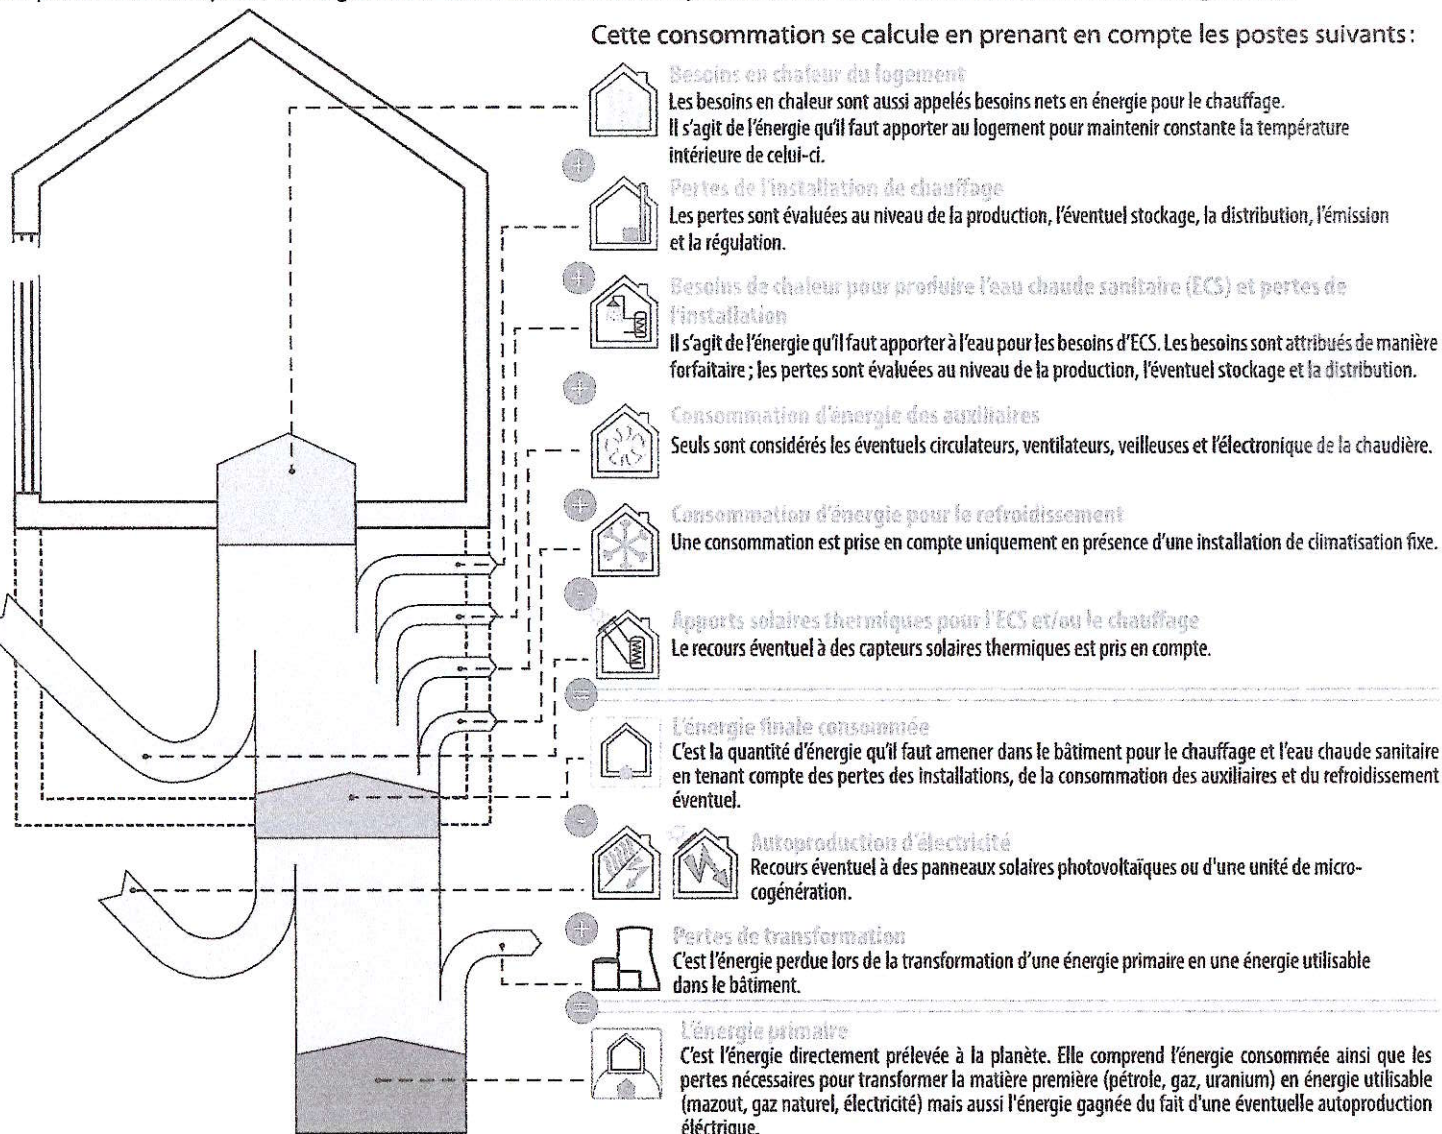 Cette consommation se calcule en prenant en compte les postes suivants :
Besoins en chaleur du logement
Les besoins en chaleur sont aussi appelés besoins nets en énergie pour le chauffage.
Il s'agit de l'énergie qu'il faut apporter au logement pour maintenir constante la température
intérieure de celui-ci.
+
Pertes de l'installation de chauffage
Les pertes sont évaluées au niveau de la production, l'éventuel stockage, la distribution, l'émission
et la régulation.
+
Besoins de chaleur pour produire l'eau chaude sanitaire (ECS) et pertes de
l'installation
Il s'agit de l'énergie qu'il faut apporter à l'eau pour les besoins d'ECS. Les besoins sont attribués de manière
forfaitaire ; les pertes sont évaluées au niveau de la production, l'éventuel stockage et la distribution.
+
Consommation d'énergie des auxiliaires
Seuls sont considérés les éventuels circulateurs, ventilateurs, veilleuses et l'électronique de la chaudière.
+
Consommation d'énergie pour le refroidissement
Une consommation est prise en compte uniquement en présence d'une installation de climatisation fixe.
-
Apports solaires thermiques pour l'ECS et/ou le chauffage
Le recours éventuel à des capteurs solaires thermiques est pris en compte.
=
L'énergie finale consommée
C'est la quantité d'énergie qu'il faut amener dans le bâtiment pour le chauffage et l'eau chaude sanitaire
en tenant compte des pertes des installations, de la consommation des auxiliaires et du refroidissement
éventuel.
-
Autoproduction d'électricité
Recours éventuel à des panneaux solaires photovoltaïques ou d'une unité de micro-
cogénération.
+
Pertes de transformation
C'est l'énergie perdue lors de la transformation d'une énergie primaire en une énergie utilisable
dans le bâtiment.
=
L'énergie primaire
C'est l'énergie directement prélevée à la planète. Elle comprend l'énergie consommée ainsi que les
pertes nécessaires pour transformer la matière première (pétrole, gaz, uranium) en énergie utilisable
(mazout, gaz naturel, électricité) mais aussi l'énergie gagnée du fait d'une éventuelle autoproduction
éléctrique.